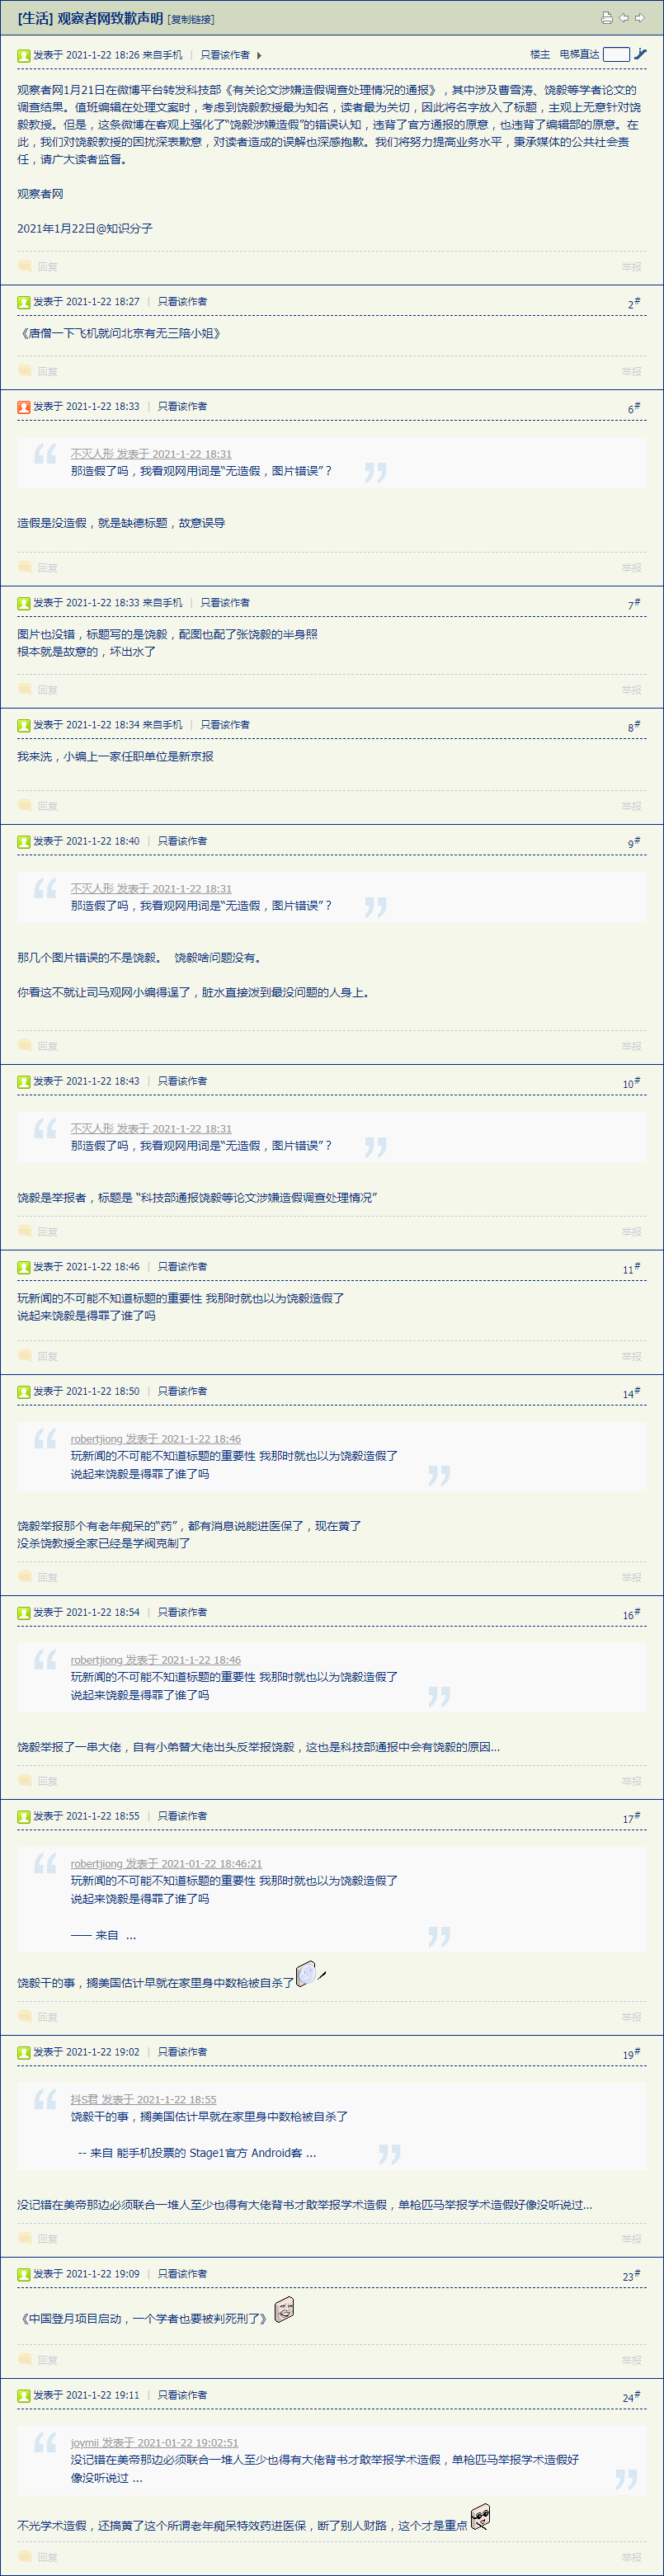 [生活] 观察者网致歉声明 [复制链接]
发表于 2021-1-22 18:26 来自手机 | 只看该作者
楼主 电梯直达
观察者网1月21日在微博平台转发科技部《有关论文涉嫌造假调查处理情况的通报》，其中涉及曹雪涛、饶毅等学者论文的
调查结果。值班编辑在处理文案时，考虑到饶毅教授最为知名，读者最为关切，因此将名字放入了标题，主观上无意针对饶
毅教授。但是，这条微博在客观上强化了“饶毅涉嫌造假”的错误认知，违背了官方通报的原意，也违背了编辑部的原意。在
此，我们对饶毅教授的困扰深表歉意，对读者造成的误解也深感抱歉。我们将努力提高业务水平，秉承媒体的公共社会责
任，请广大读者监督。
观察者网
2021年1月22日@知识分子
回复 举报
发表于 2021-1-22 18:27 | 只看该作者 2#
《唐僧一下飞机就问北京有无三陪小姐》
回复 举报
发表于 2021-1-22 18:33 | 只看该作者 6#
不灭人形 发表于 2021-1-22 18:31
那造假了吗，我看观网用词是“无造假，图片错误”？
造假是没造假，就是缺德标题，故意误导
回复 举报
发表于 2021-1-22 18:33 来自手机 | 只看该作者 7#
图片也没错，标题写的是饶毅，配图也配了张饶毅的半身照
根本就是故意的，坏出水了
回复 举报
发表于 2021-1-22 18:34 来自手机 | 只看该作者 8#
我来洗，小编上一家任职单位是新京报
回复 举报
发表于 2021-1-22 18:40 | 只看该作者 9#
不灭人形 发表于 2021-1-22 18:31
那造假了吗，我看观网用词是“无造假，图片错误”？
那几个图片错误的不是饶毅。 饶毅啥问题没有。
你看这不就让司马观网小编得逞了，脏水直接泼到最没问题的人身上。
回复 举报
发表于 2021-1-22 18:43 | 只看该作者 10#
不灭人形 发表于 2021-1-22 18:31
那造假了吗，我看观网用词是“无造假，图片错误”？
饶毅是举报者，标题是 “科技部通报饶毅等论文涉嫌造假调查处理情况”
回复 举报
发表于 2021-1-22 18:46 | 只看该作者 11#
玩新闻的不可能不知道标题的重要性 我那时就也以为饶毅造假了
说起来饶毅是得罪了谁了吗
回复 举报
发表于 2021-1-22 18:50 | 只看该作者 14#
robertjiong 发表于 2021-1-22 18:46
玩新闻的不可能不知道标题的重要性 我那时就也以为饶毅造假了
说起来饶毅是得罪了谁了吗
饶毅举报那个有老年痴呆的“药”，都有消息说能进医保了，现在黄了
没杀饶教授全家已经是学阀克制了
回复 举报
发表于 2021-1-22 18:54 | 只看该作者 16#
robertjiong 发表于 2021-1-22 18:46
玩新闻的不可能不知道标题的重要性 我那时就也以为饶毅造假了
说起来饶毅是得罪了谁了吗
饶毅举报了一串大佬，自有小弟替大佬出头反举报饶毅，这也是科技部通报中会有饶毅的原因...
回复 举报
发表于 2021-1-22 18:55 | 只看该作者 17#
robertjiong 发表于 2021-01-22 18:46:21
玩新闻的不可能不知道标题的重要性 我那时就也以为饶毅造假了
说起来饶毅是得罪了谁了吗
—— 来自 ...
饶毅干的事，搁美国估计早就在家里身中数枪被自杀了
回复 举报
发表于 2021-1-22 19:02 | 只看该作者 19#
抖S君 发表于 2021-1-22 18:55
饶毅干的事，搁美国估计早就在家里身中数枪被自杀了
-- 来自 能手机投票的 Stage1官方 Android客 ...
没记错在美帝那边必须联合一堆人至少也得有大佬背书才敢举报学术造假，单枪匹马举报学术造假好像没听说过...
回复 举报
发表于 2021-1-22 19:09 | 只看该作者 23#
《中国登月项目启动，一个学者也要被判死刑了》
回复 举报
发表于 2021-1-22 19:11 | 只看该作者 24#
joymii 发表于 2021-01-22 19:02:51
没记错在美帝那边必须联合一堆人至少也得有大佬背书才敢举报学术造假，单枪匹马举报学术造假好
像没听说过 ...
不光学术造假，还搞黄了这个所谓老年痴呆特效药进医保，断了别人财路，这个才是重点
回复 举报